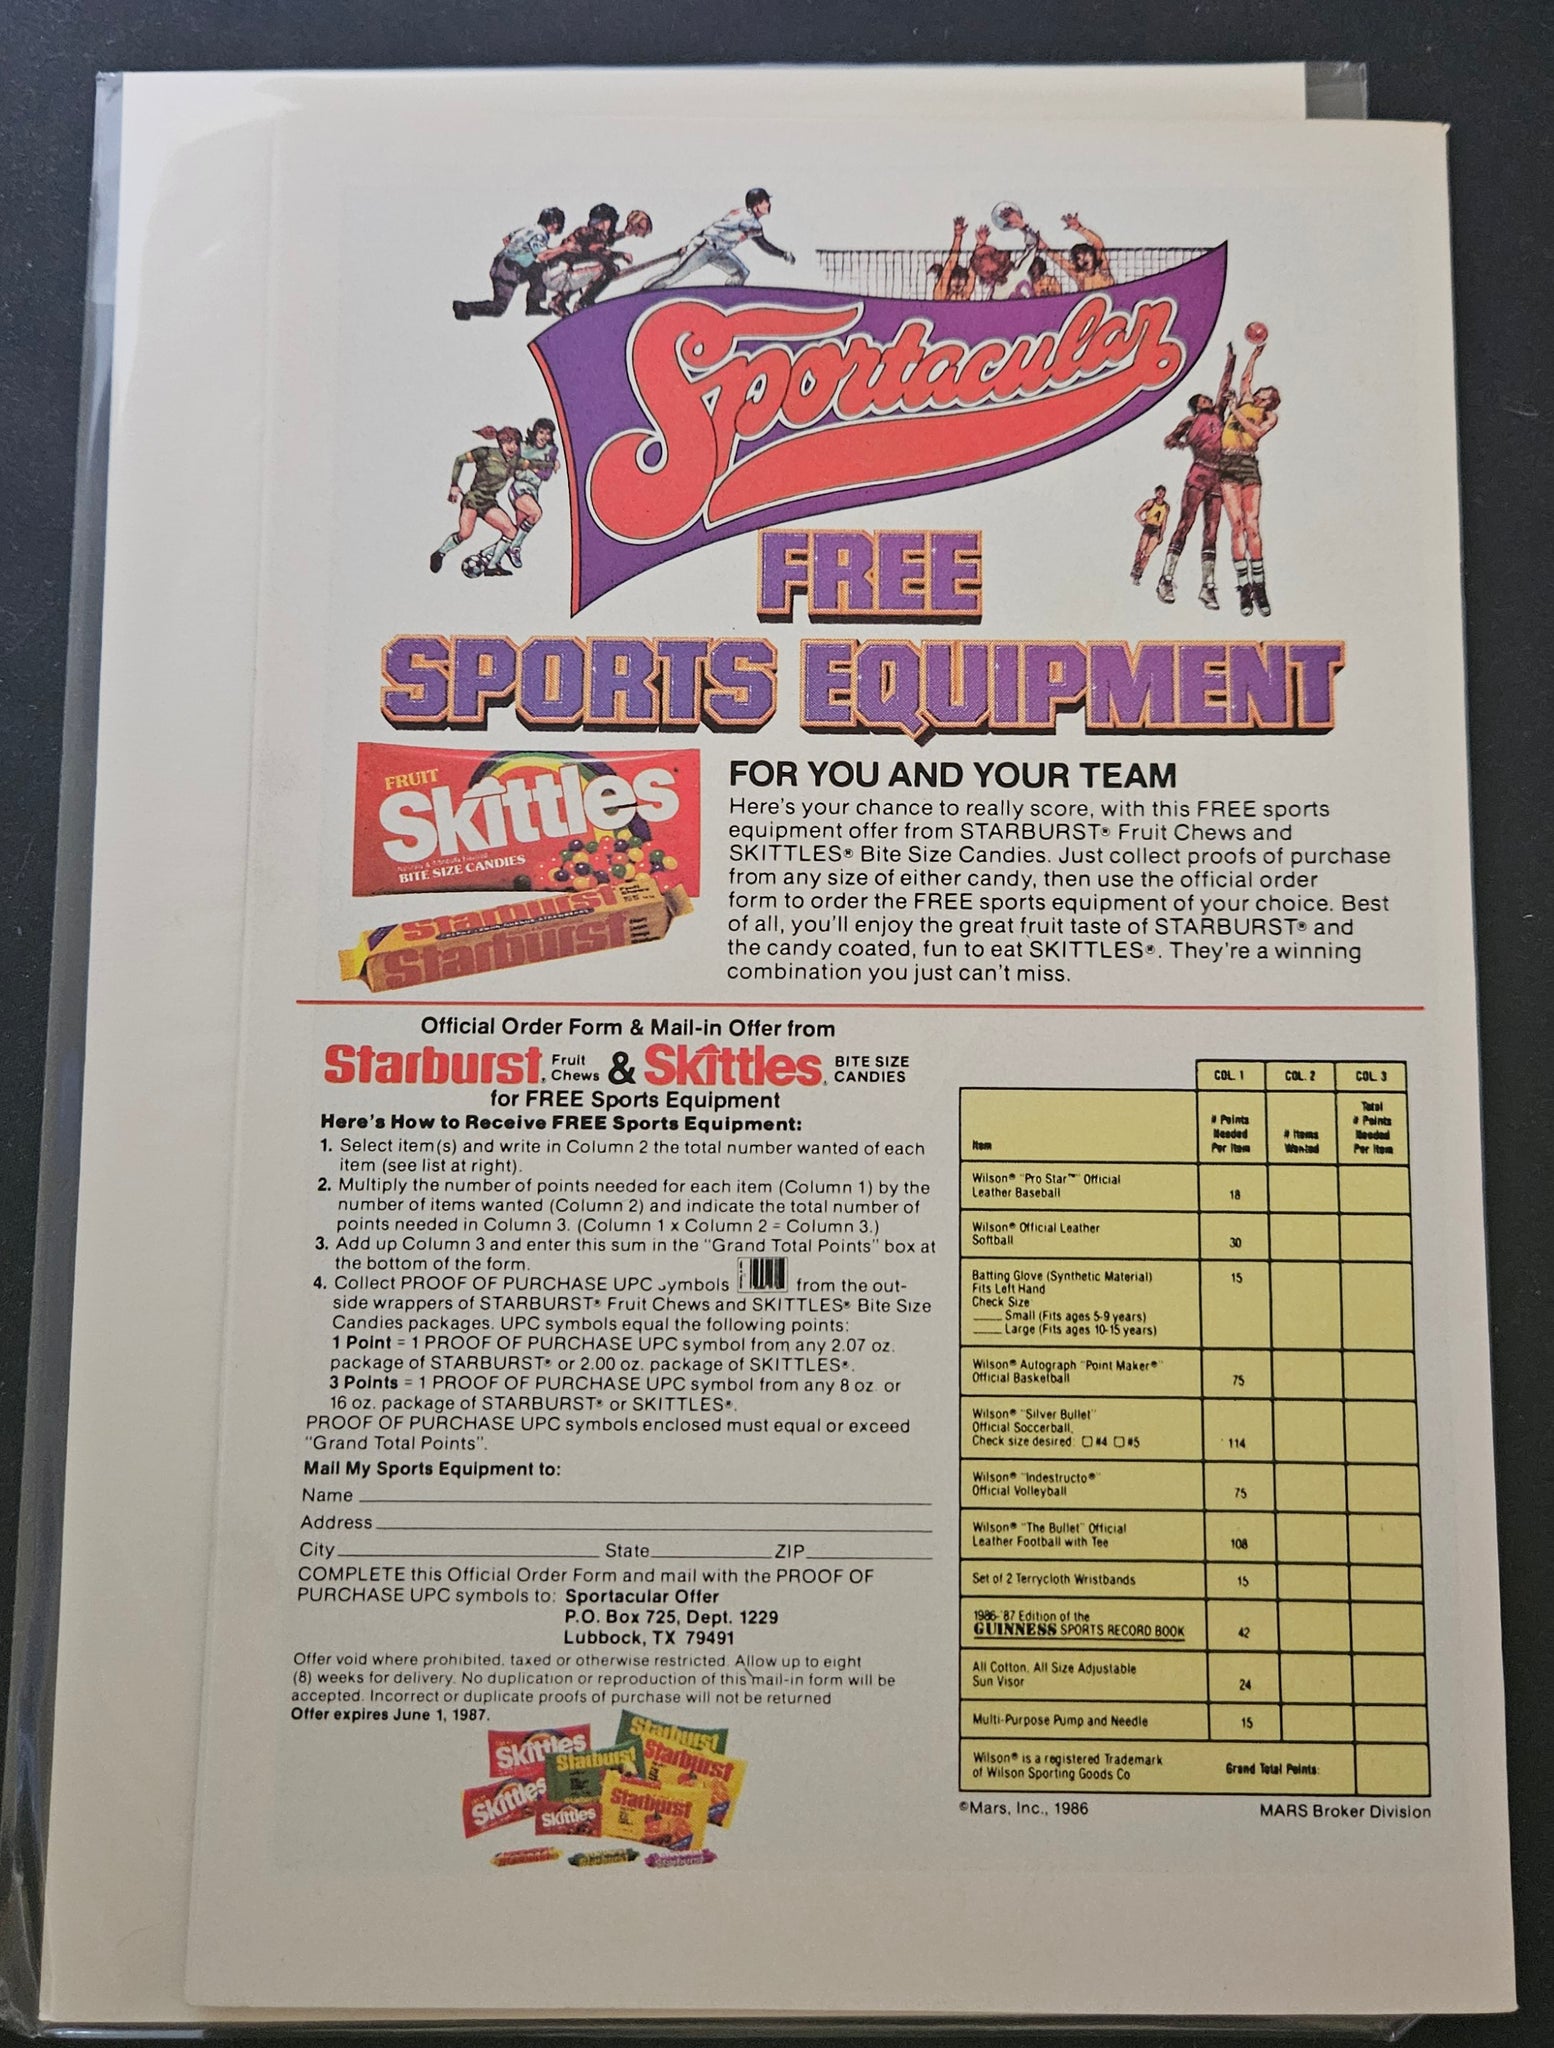 Sportacular
FREE
SPORTS EQUIPMENT
FRUIT
Skittles
BITE SIZE CANDIES
Starburst
Starburst
FOR YOU AND YOUR TEAM
Here's your chance to really score, with this FREE sports
equipment offer from STARBURST® Fruit Chews and
SKITTLES® Bite Size Candies. Just collect proofs of purchase
from any size of either candy, then use the official order
form to order the FREE sports equipment of your choice. Best
of all, you'll enjoy the great fruit taste of STARBURST® and
the candy coated, fun to eat SKITTLES®. They're a winning
combination you just can't miss.
Official Order Form & Mail-in Offer from
Starburst Fruit Chews & Skittles BITE SIZE CANDIES
for FREE Sports Equipment
Here's How to Receive FREE Sports Equipment:
1. Select item(s) and write in Column 2 the total number wanted of each
item (see list at right).
2. Multiply the number of points needed for each item (Column 1) by the
number of items wanted (Column 2) and indicate the total number of
points needed in Column 3. (Column 1 x Column 2 = Column 3.)
3. Add up Column 3 and enter this sum in the "Grand Total Points" box at
the bottom of the form.
4. Collect PROOF OF PURCHASE UPC symbols from the out-
side wrappers of STARBURST® Fruit Chews and SKITTLES® Bite Size
Candies packages. UPC symbols equal the following points:
1 Point = 1 PROOF OF PURCHASE UPC symbol from any 2.07 oz.
package of STARBURST® or 2.00 oz. package of SKITTLES®.
3 Points = 1 PROOF OF PURCHASE UPC symbol from any 8 oz. or
16 oz. package of STARBURST® or SKITTLES®.
PROOF OF PURCHASE UPC symbols enclosed must equal or exceed
"Grand Total Points".
Mail My Sports Equipment to:
Name
Address
City State ZIP
COMPLETE this Official Order Form and mail with the PROOF OF
PURCHASE UPC symbols to: Sportacular Offer
P.O. Box 725, Dept. 1229
Lubbock, TX 79491
Offer void where prohibited, taxed or otherwise restricted. Allow up to eight
(8) weeks for delivery. No duplication or reproduction of this mail-in form will be
accepted. Incorrect or duplicate proofs of purchase will not be returned
Offer expires June 1, 1987.
Skittles
Starburst
Starburst
Starburst
Skittles
Skittles
Starburst
COL. 1 COL. 2 COL. 3
Item # Points Needed Per Item # Items Wanted Total # Points Needed Per Item
Wilson® "Pro Star™" Official
Leather Baseball 18
Wilson® Official Leather
Softball 30
Batting Glove (Synthetic Material) 15
Fits Left Hand
Check Size
Small (Fits ages 5-9 years)
Large (Fits ages 10-15 years)
Wilson® Autograph "Point Maker®"
Official Basketball 75
Wilson® "Silver Bullet"
Official Soccerball,
Check size desired: □ #4 □ #5 114
Wilson® "Indestructo®"
Official Volleyball 75
Wilson® "The Bullet" Official
Leather Football with Tee 108
Set of 2 Terrycloth Wristbands 15
1986-'87 Edition of the
GUINNESS SPORTS RECORD BOOK 42
All Cotton, All Size Adjustable
Sun Visor 24
Multi-Purpose Pump and Needle 15
Wilson® is a registered Trademark
of Wilson Sporting Goods Co Grand Total Points:
©Mars, Inc., 1986 MARS Broker Division